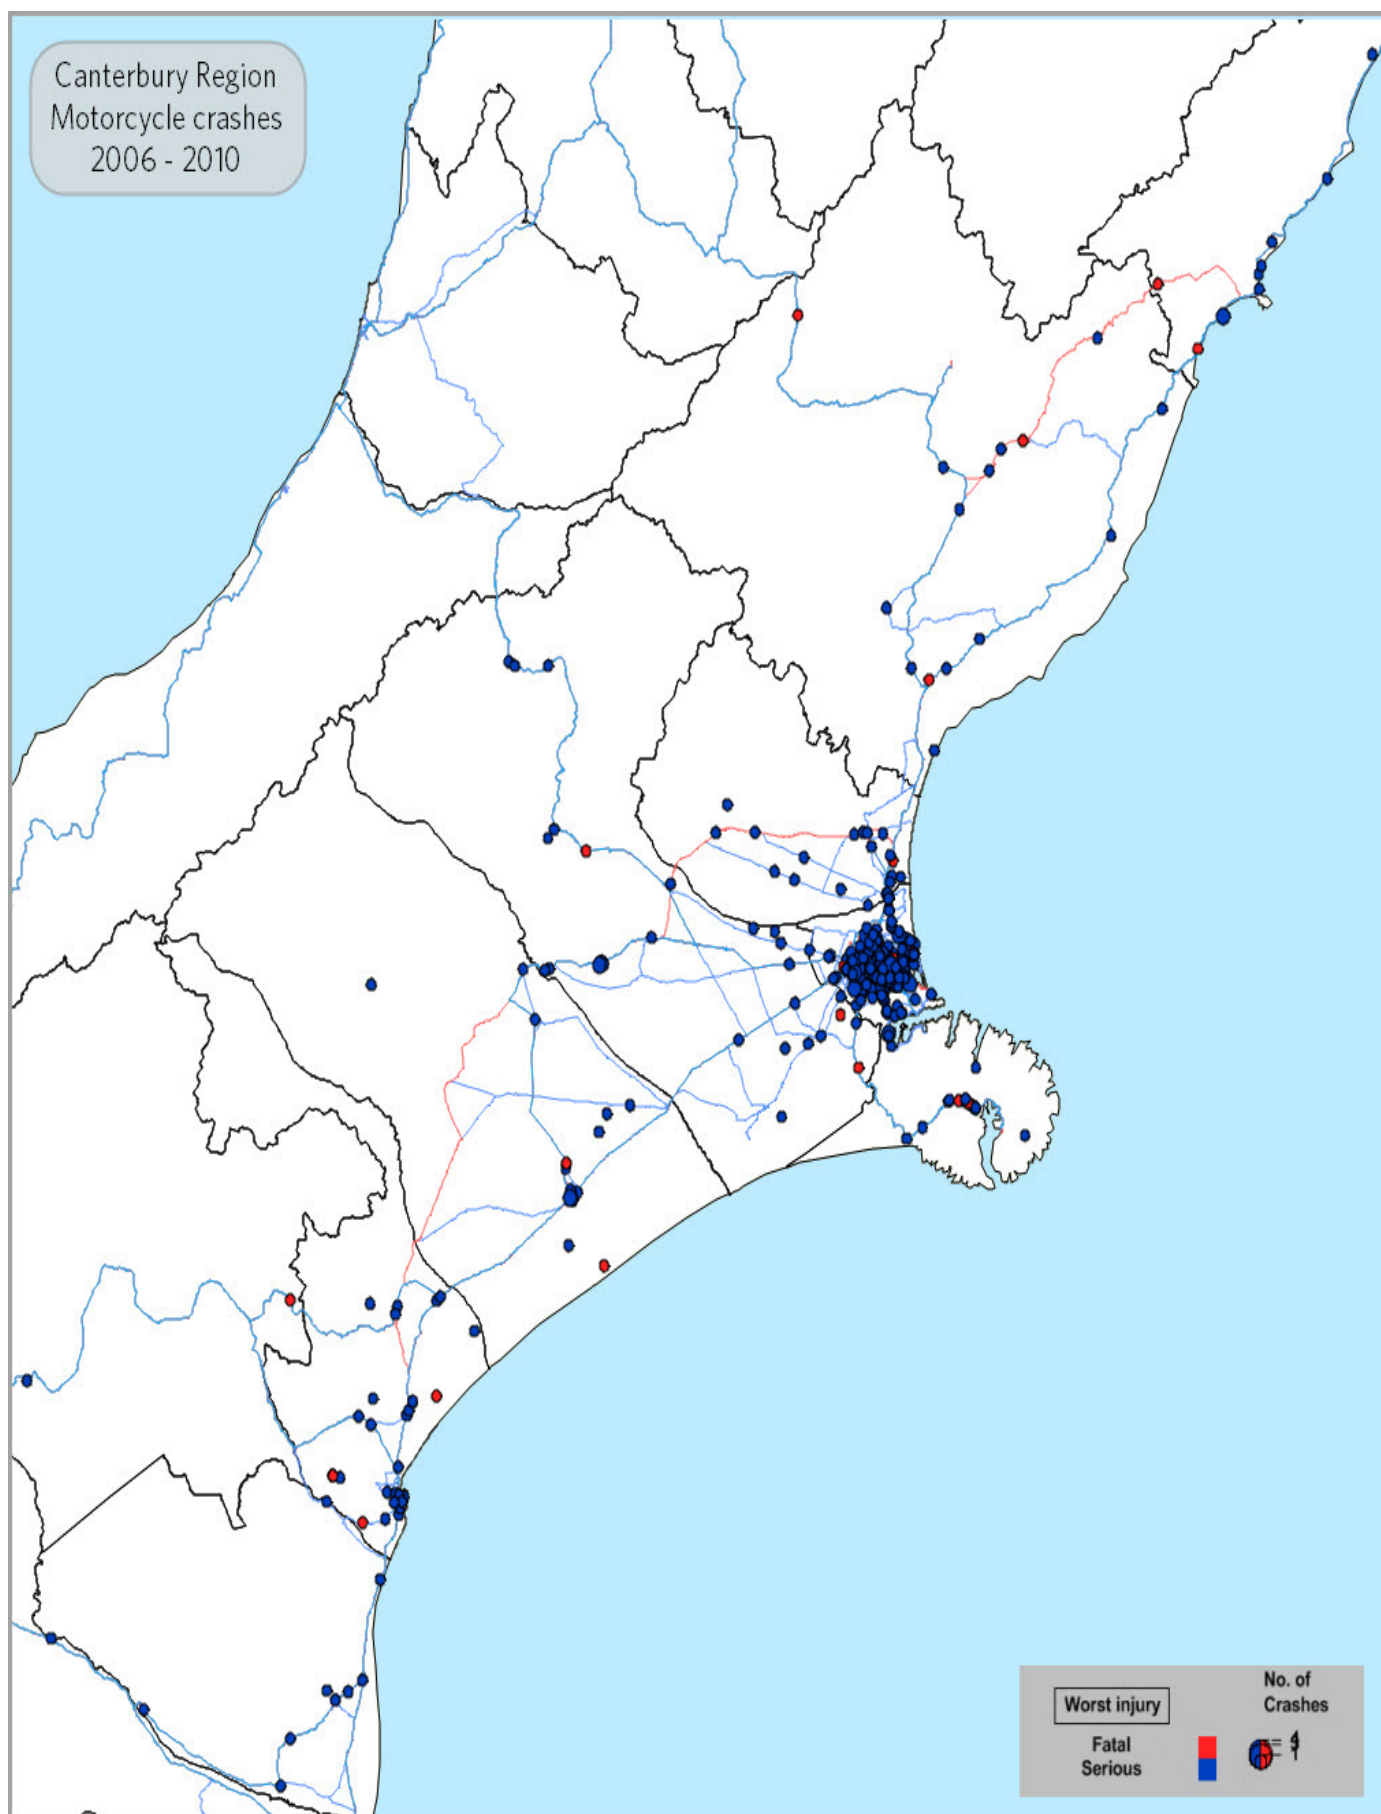 Canterbury Region
Motorcycle crashes
2006 - 2010
No. of
Crashes
Worst injury
Fatal
Serious